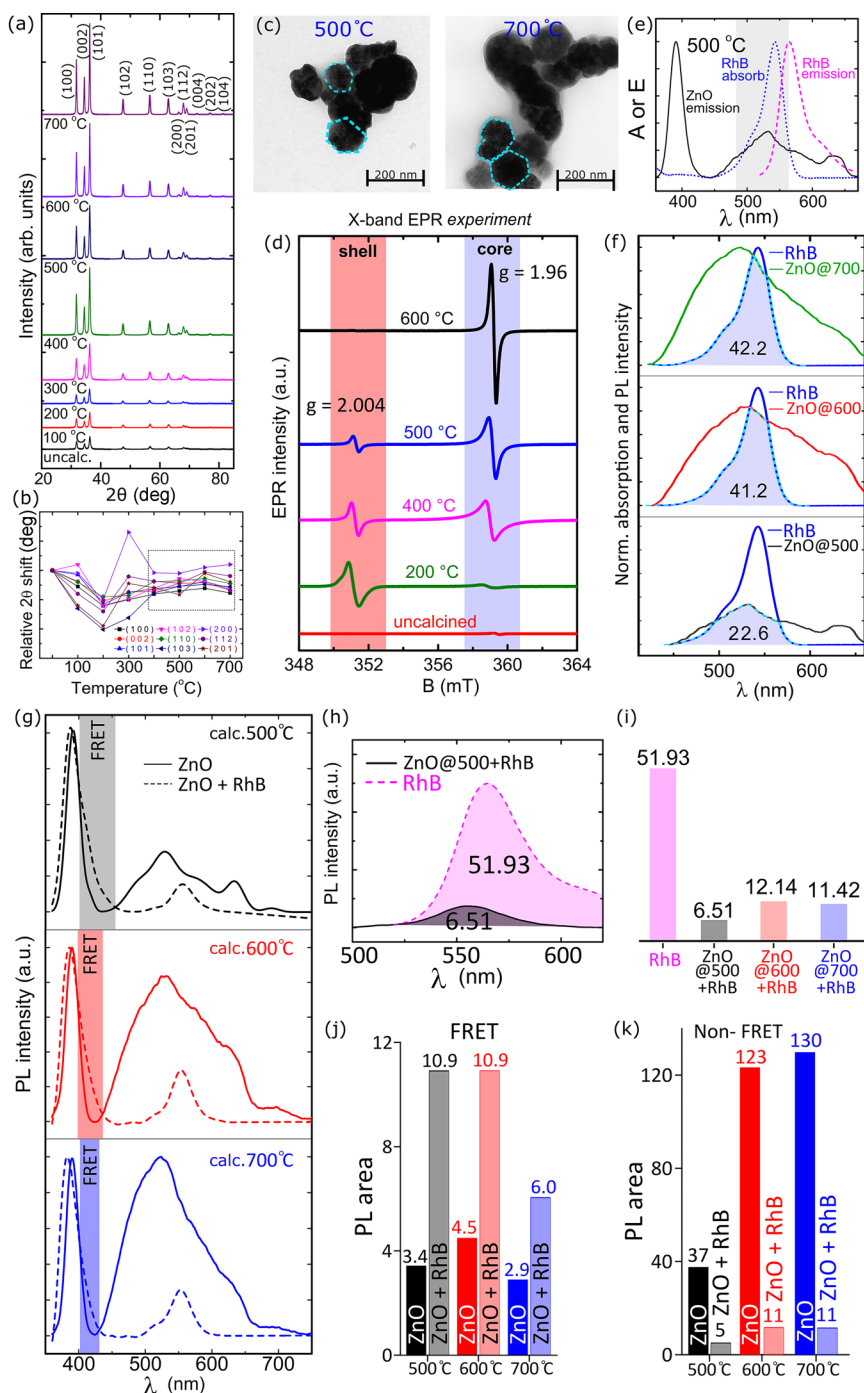 (a)
(002)
(101)
(100)
(102)
(110)
(103)
(112)
(004)
(202)
(104)
(200)
(201)
700 °C
600 °C
500 °C
400 °C
300 °C
200 °C
100 °C
uncalc.
Intensity (arb. units)
20 40 60 80
2θ (deg)
(b)
Relative 2θ shift (deg)
(100) (102) (200)
(002) (110) (112)
(101) (103) (201)
0 100 200 300 400 500 600 700
Temperature (°C)
(c)
500℃
200 nm
700℃
200 nm
(d)
X-band EPR experiment
shell
core
g = 1.96
600 °C
g = 2.004
500 °C
400 °C
200 °C
uncalcined
EPR intensity (a.u.)
348 352 356 360 364
B (mT)
(e)
500 ℃
RhB absorb.
RhB emission
ZnO emission
A or E
400 500 600
λ (nm)
(f)
RhB
ZnO@700
42.2
RhB
ZnO@600
41.2
RhB
ZnO@500
22.6
Norm. absorption and PL intensity
500 600
λ (nm)
(g)
calc.500℃
FRET
ZnO
ZnO + RhB
calc.600℃
FRET
calc.700℃
FRET
PL intensity (a.u.)
400 500 600 700
λ (nm)
(h)
ZnO@500+RhB
RhB
51.93
6.51
PL intensity (a.u.)
500 550 600
λ (nm)
(i)
51.93
6.51
12.14
11.42
RhB
ZnO @500 +RhB
ZnO @600 +RhB
ZnO @700 +RhB
(j)
FRET
PL area
12
8
4
0
3.4
10.9
4.5
10.9
2.9
6.0
ZnO
ZnO + RhB
ZnO
ZnO + RhB
ZnO
ZnO + RhB
500℃ 600℃ 700℃
(k)
Non- FRET
PL area
120
80
40
0
37
5
123
11
130
11
ZnO
ZnO + RhB
ZnO
ZnO + RhB
ZnO
ZnO + RhB
500℃ 600℃ 700℃